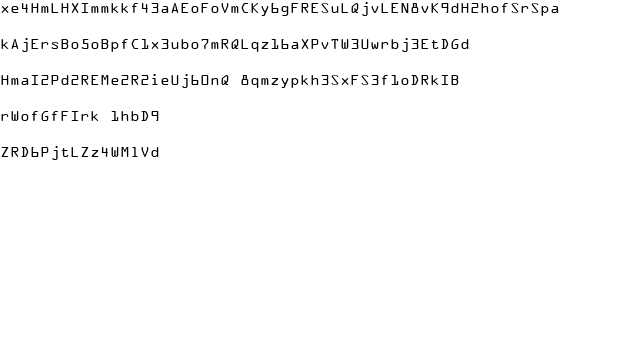 xe4HmLHXImmkkf43aAEoFoVmCKy6gFRESuLQjvLEN8vK9dH2hofSrSpa
kAjErsBo5oBpfC1x3ubo7mRQLqz16aXPvTW3Uwrbj3EtDGd
HmaI2Pd2REMe2R2ieUj6OnQ 8qmzypkh3SxFS3f1oDRkIB
rWofGfFIrk 1hbD9
ZRD6PjtLZz4WM1Vd